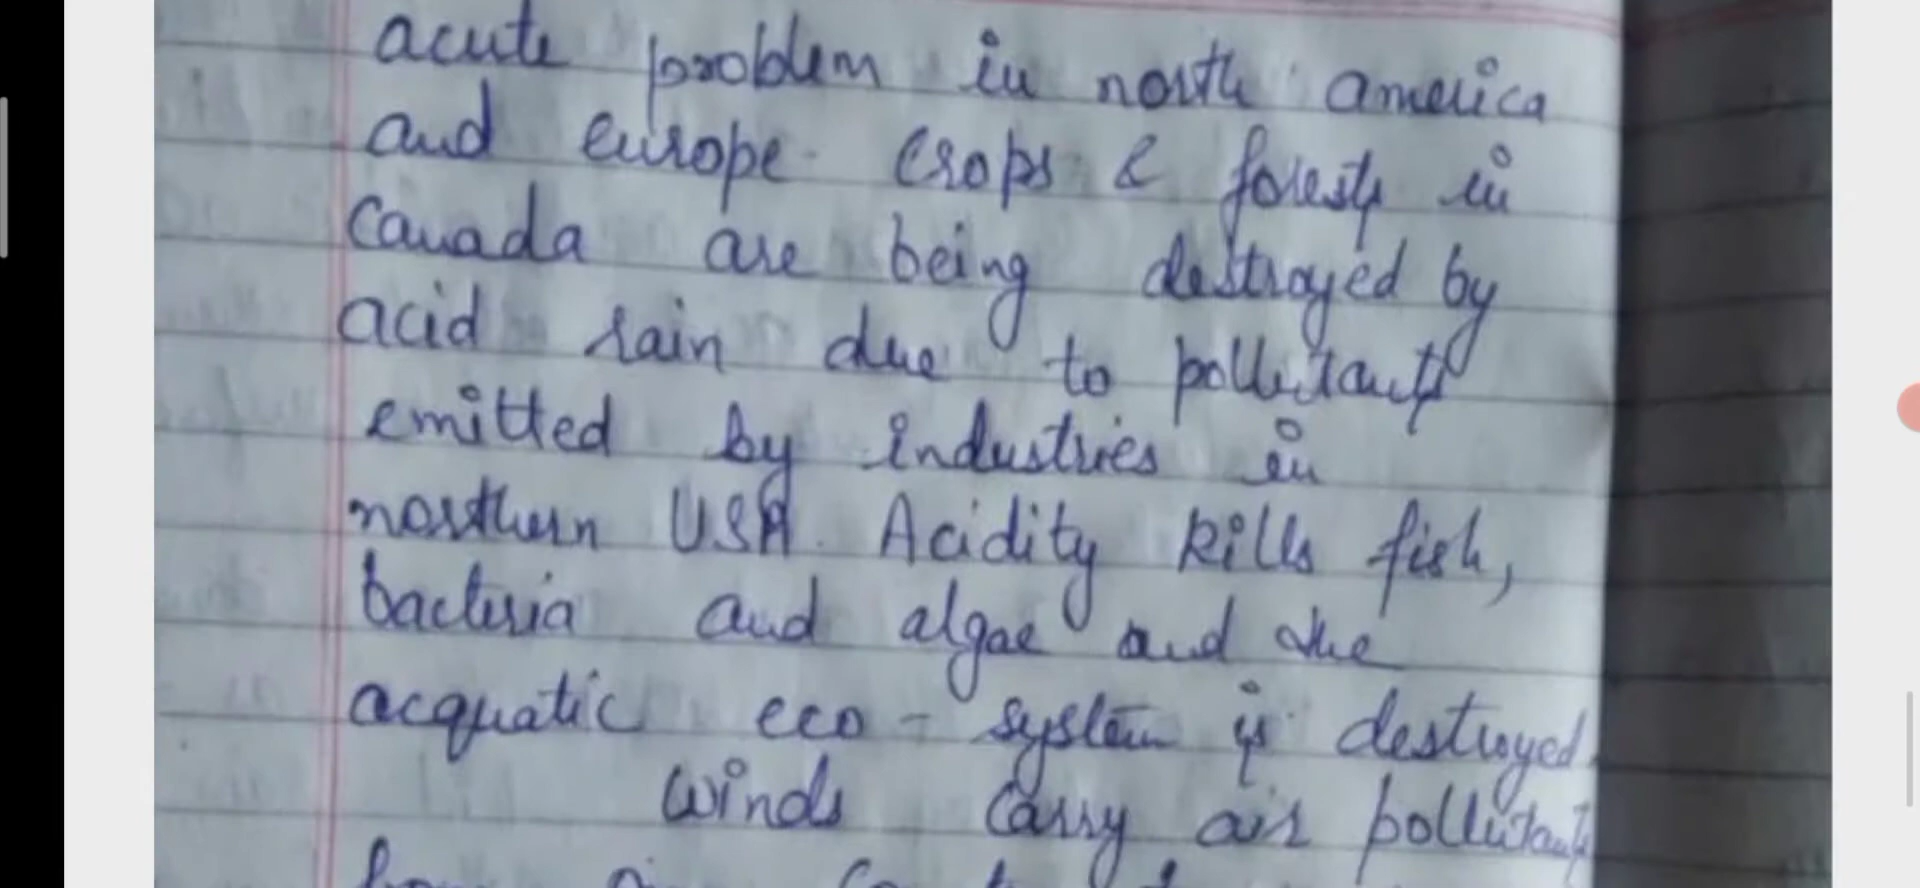 acute problem in north america
and europe. Crops & forests in
Canada are being destroyed by
acid rain due to pollutants
emitted by industries in
northern USA. Acidity kills fish,
bacteria and algae and the
acquatic eco-system is destroyed.
Winds carry air pollutants